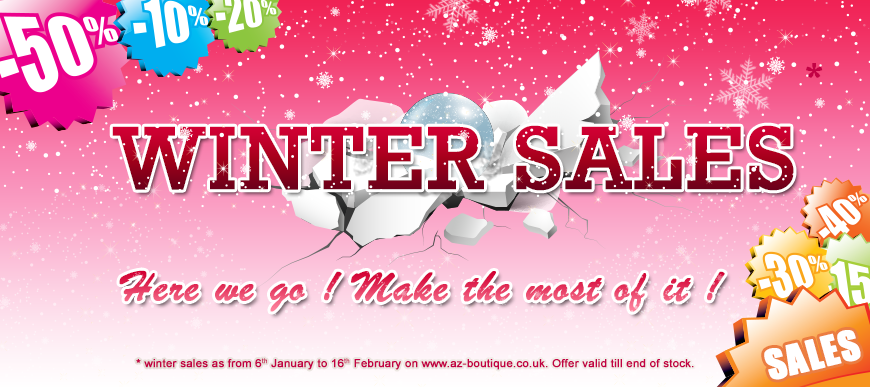 -50%
-10%
-20%
*
WINTER SALES
-40%
-30%
15
Here we go ! Make the most of it !
SALES
* winter sales as from 6th January to 16th February on www.az-boutique.co.uk. Offer valid till end of stock.